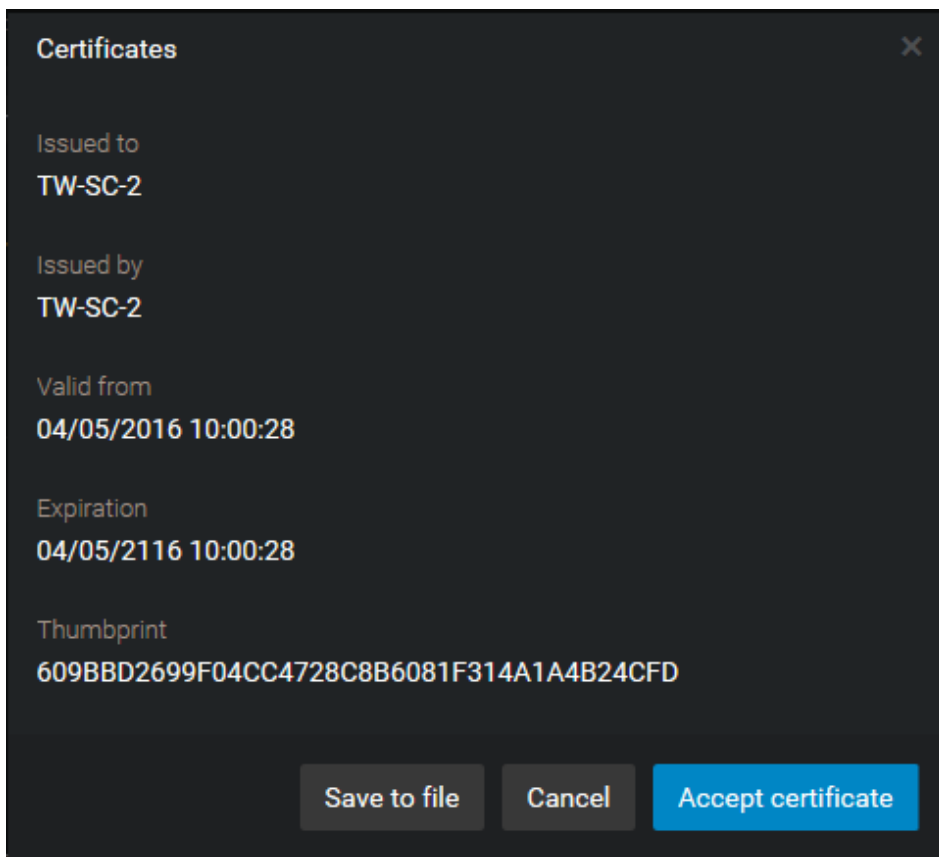 Certificates
Issued to
TW-SC-2
Issued by
TW-SC-2
Valid from
04/05/2016 10:00:28
Expiration
04/05/2116 10:00:28
Thumbprint
609BBD2699F04CC4728C8B6081F314A1A4B24CFD
Save to file Cancel Accept certificate